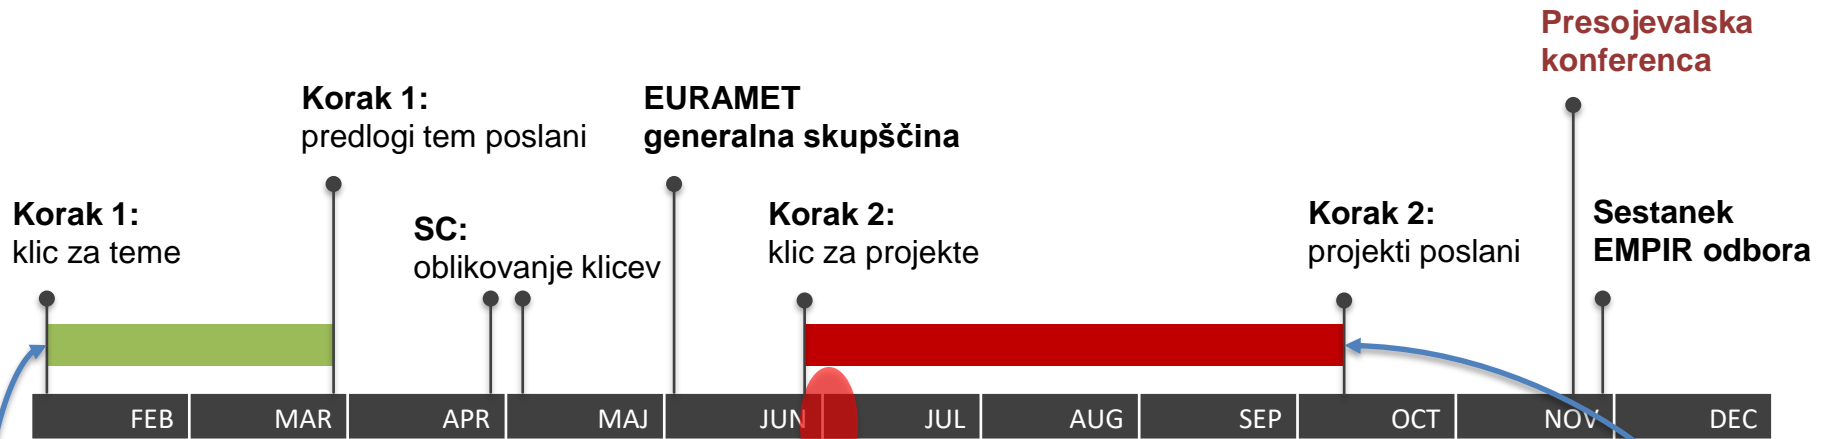 Presojevalska
konferenca
Korak 1:
predlogi tem poslani
EURAMET
generalna skupščina
Korak 1:
klic za teme
SC:
oblikovanje klicev
Korak 2:
klic za projekte
Korak 2:
projekti poslani
Sestanek
EMPIR odbora
FEB MAR APR MAJ JUN JUL AUG SEP OCT NOV DEC